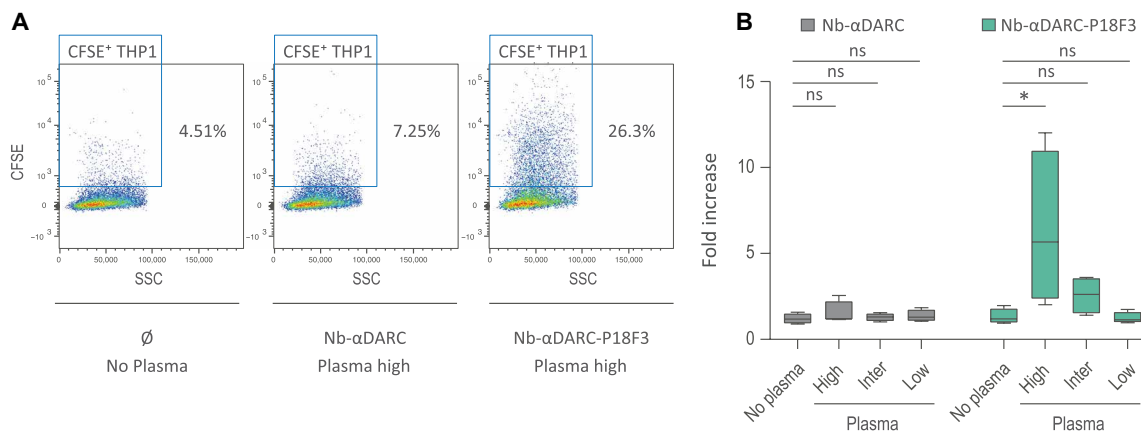 A
CFSE⁺ THP1
CFSE⁺ THP1
CFSE⁺ THP1
4.51%
7.25%
26.3%
CFSE
10⁵
10⁴
10³
0
−10³
10⁵
10⁴
10³
0
−10³
10⁵
10⁴
10³
0
−10³
0 50,000 100,000 150,000
0 50,000 100,000 150,000
0 50,000 100,000 150,000
SSC
SSC
SSC
Ø
No Plasma
Nb-αDARC
Plasma high
Nb-αDARC-P18F3
Plasma high
B
Nb-αDARC
Nb-αDARC-P18F3
ns
ns
ns
ns
ns
*
Fold increase
15
10
5
0
No plasma
High
Inter
Low
No plasma
High
Inter
Low
Plasma
Plasma